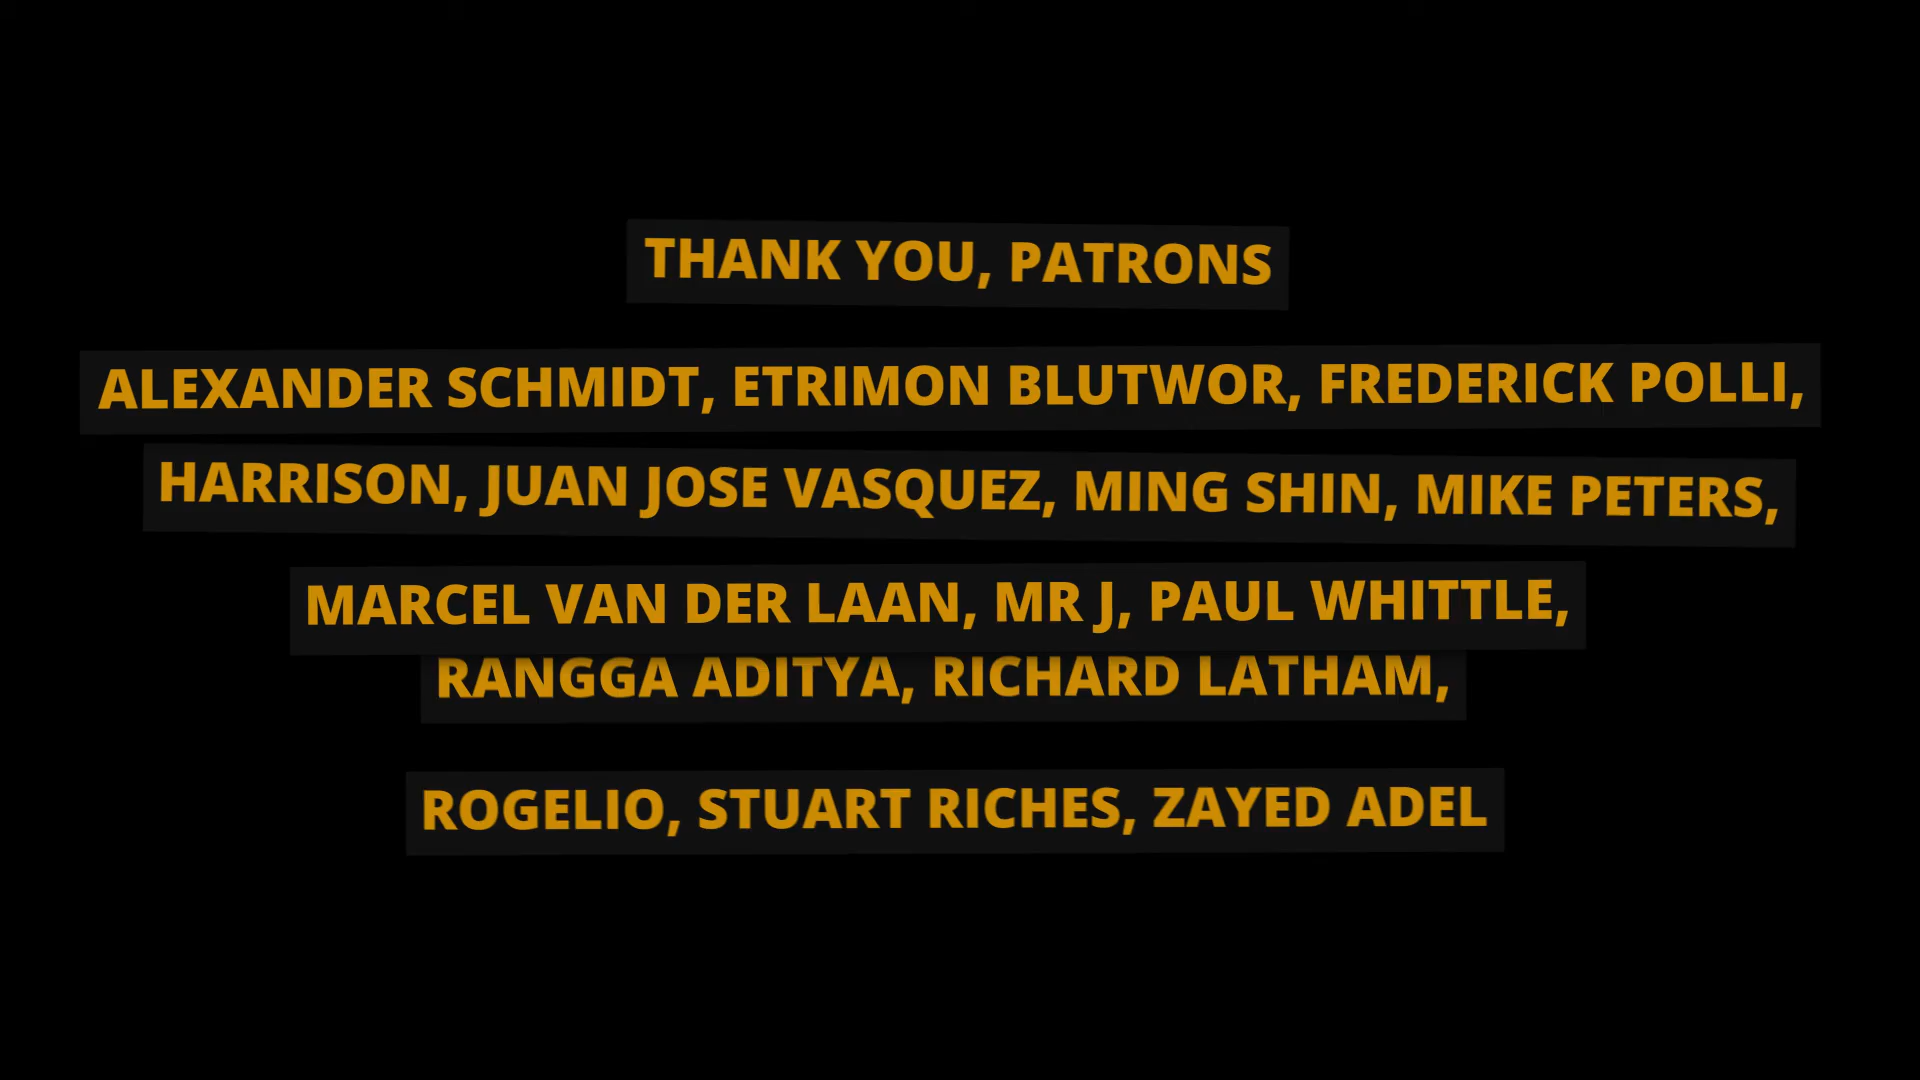 THANK YOU, PATRONS
ALEXANDER SCHMIDT, ETRIMON BLUTWOR, FREDERICK POLLI,
HARRISON, JUAN JOSE VASQUEZ, MING SHIN, MIKE PETERS,
MARCEL VAN DER LAAN, MR J, PAUL WHITTLE,
RANGGA ADITYA, RICHARD LATHAM,
ROGELIO, STUART RICHES, ZAYED ADEL